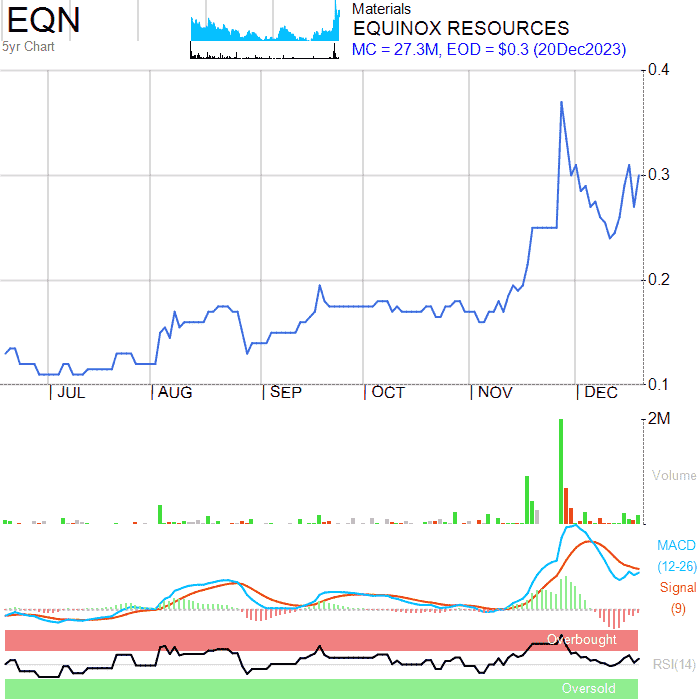 EQN
5yr Chart
Materials
EQUINOX RESOURCES
MC = 27.3M, EOD = $0.3 (20Dec2023)
0.4
0.3
0.2
0.1
JUL
AUG
SEP
OCT
NOV
DEC
2M
Volume
MACD
(12-26)
Signal
(9)
Overbought
RSI(14)
Oversold